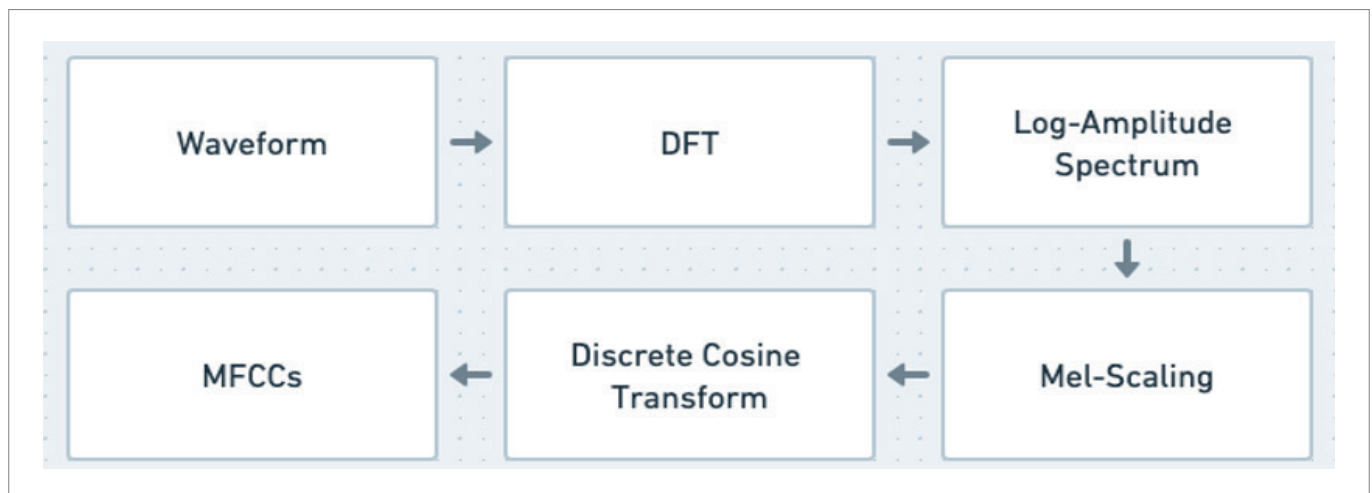 Waveform
DFT
Log-Amplitude
Spectrum
MFCCs
Discrete Cosine
Transform
Mel-Scaling